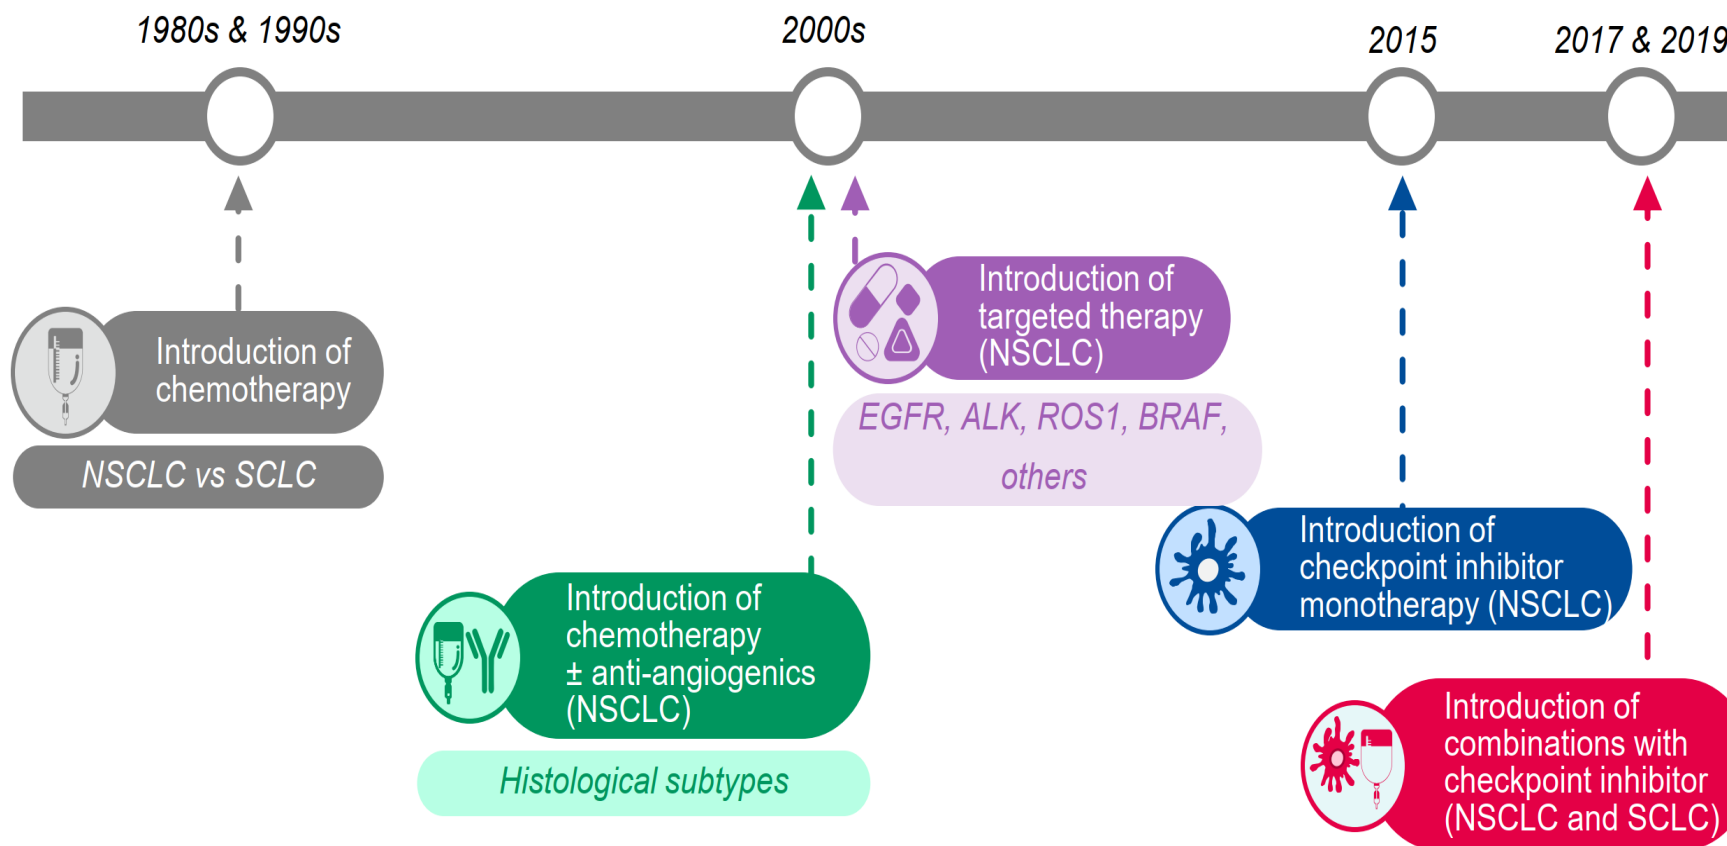 1980s & 1990s
2000s
2015
2017 & 2019
Introduction of
chemotherapy
NSCLC vs SCLC
Introduction of
chemotherapy
± anti-angiogenics
(NSCLC)
Histological subtypes
Introduction of
targeted therapy
(NSCLC)
EGFR, ALK, ROS1, BRAF,
others
Introduction of
checkpoint inhibitor
monotherapy (NSCLC)
Introduction of
combinations with
checkpoint inhibitor
(NSCLC and SCLC)